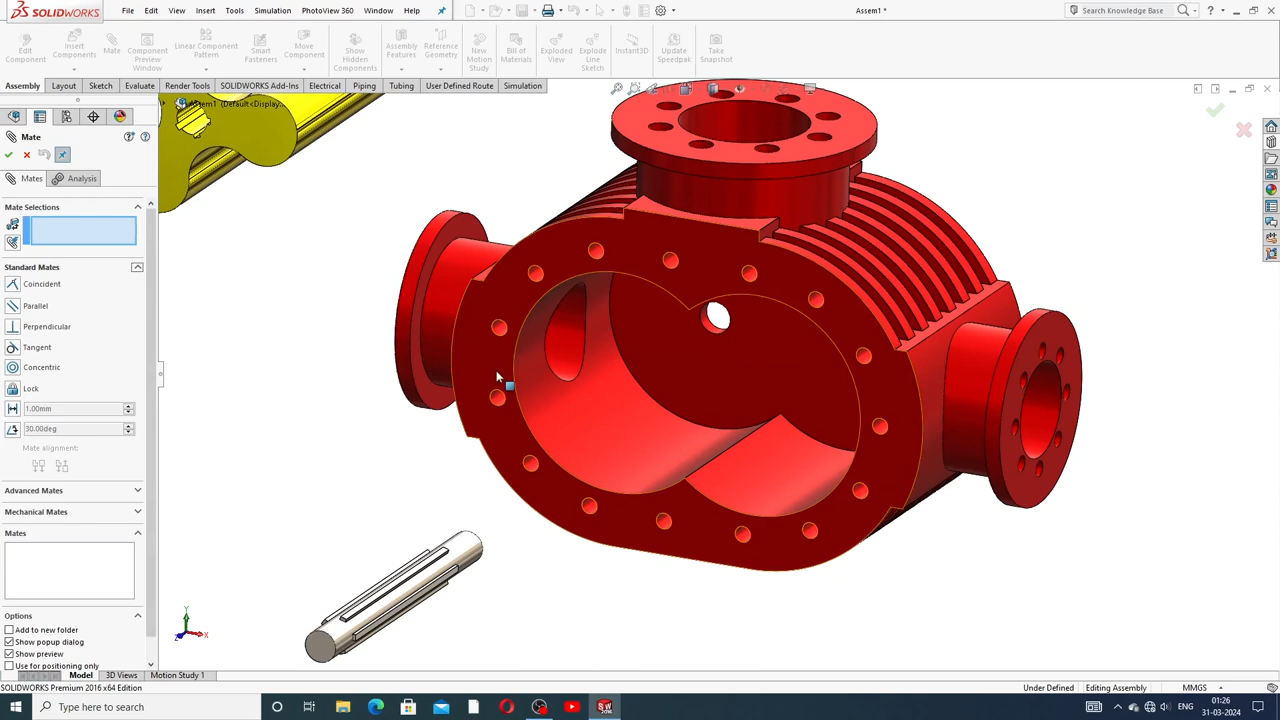 SOLIDWORKS File Edit View Insert Tools Simulation PhotoView 360 Window Help Assem1 * Search Knowledge Base ?
Edit Component
Insert Components
Mate
Component Preview Window
Linear Component Pattern
Smart Fasteners
Move Component
Show Hidden Components
Assembly Features
Reference Geometry
New Motion Study
Bill of Materials
Exploded View
Explode Line Sketch
Instant3D
Update Speedpak
Take Snapshot
Assembly Layout Sketch Evaluate Render Tools SOLIDWORKS Add-Ins Electrical Piping Tubing User Defined Route Simulation
(Default<Display...
Mate
Mates Analysis
Mate Selections
Standard Mates
Coincident
Parallel
Perpendicular
Tangent
Concentric
Lock
1.00mm
30.00deg
Mate alignment:
Advanced Mates
Mechanical Mates
Mates
Options
Add to new folder
Show popup dialog
Show preview
Use for positioning only
Y
X
Z
Model 3D Views Motion Study 1
SOLIDWORKS Premium 2016 x64 Edition Under Defined Editing Assembly MMGS
Type here to search ENG 01:26
31-03-2024